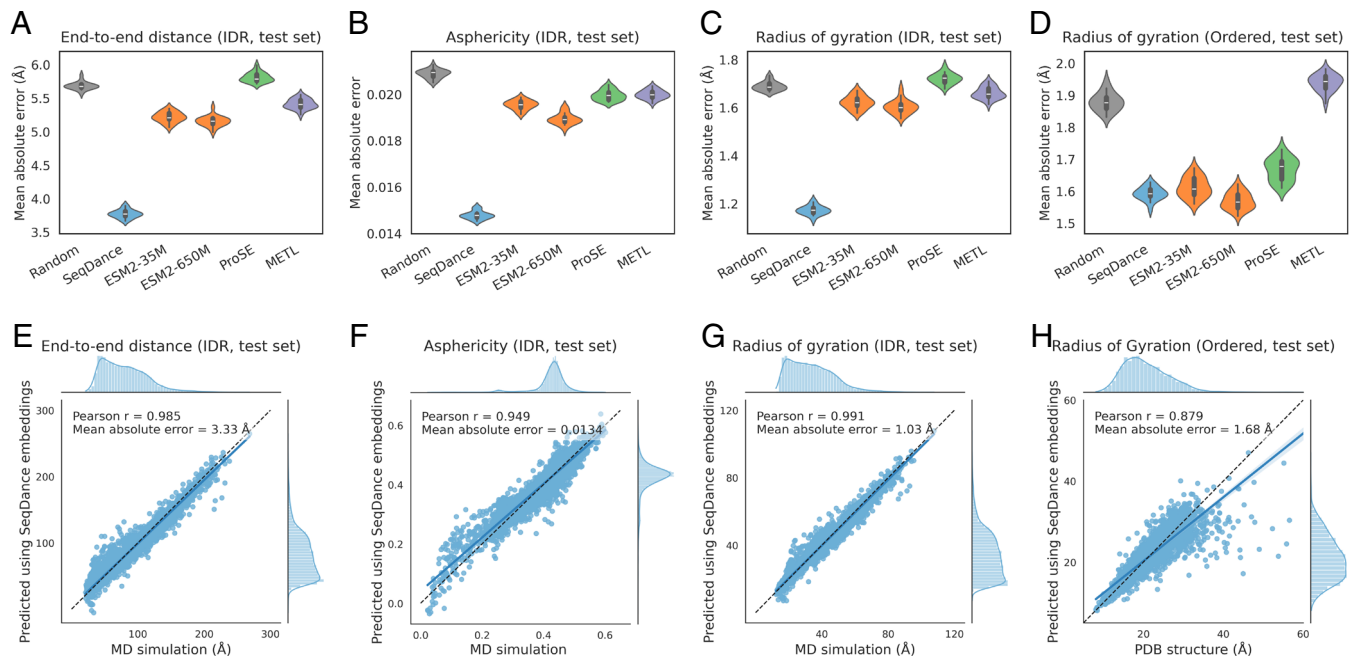 A
End-to-end distance (IDR, test set)
Mean absolute error (Å)
6.0
5.5
5.0
4.5
4.0
3.5
Random
SeqDance
ESM2-35M
ESM2-650M
ProSE
METL
B
Asphericity (IDR, test set)
Mean absolute error
0.020
0.018
0.016
0.014
Random
SeqDance
ESM2-35M
ESM2-650M
ProSE
METL
C
Radius of gyration (IDR, test set)
Mean absolute error (Å)
1.8
1.6
1.4
1.2
Random
SeqDance
ESM2-35M
ESM2-650M
ProSE
METL
D
Radius of gyration (Ordered, test set)
Mean absolute error (Å)
2.0
1.9
1.8
1.7
1.6
1.5
Random
SeqDance
ESM2-35M
ESM2-650M
ProSE
METL
E
End-to-end distance (IDR, test set)
Predicted using SeqDance embeddings
300
200
100
Pearson r = 0.985
Mean absolute error = 3.33 Å
100 200 300
MD simulation (Å)
F
Asphericity (IDR, test set)
Predicted using SeqDance embeddings
0.6
0.4
0.2
0.0
Pearson r = 0.949
Mean absolute error = 0.0134
0.0 0.2 0.4 0.6
MD simulation
G
Radius of gyration (IDR, test set)
Predicted using SeqDance embeddings
120
80
40
Pearson r = 0.991
Mean absolute error = 1.03 Å
40 80 120
MD simulation (Å)
H
Radius of Gyration (Ordered, test set)
Predicted using SeqDance embeddings
60
40
20
Pearson r = 0.879
Mean absolute error = 1.68 Å
20 40 60
PDB structure (Å)